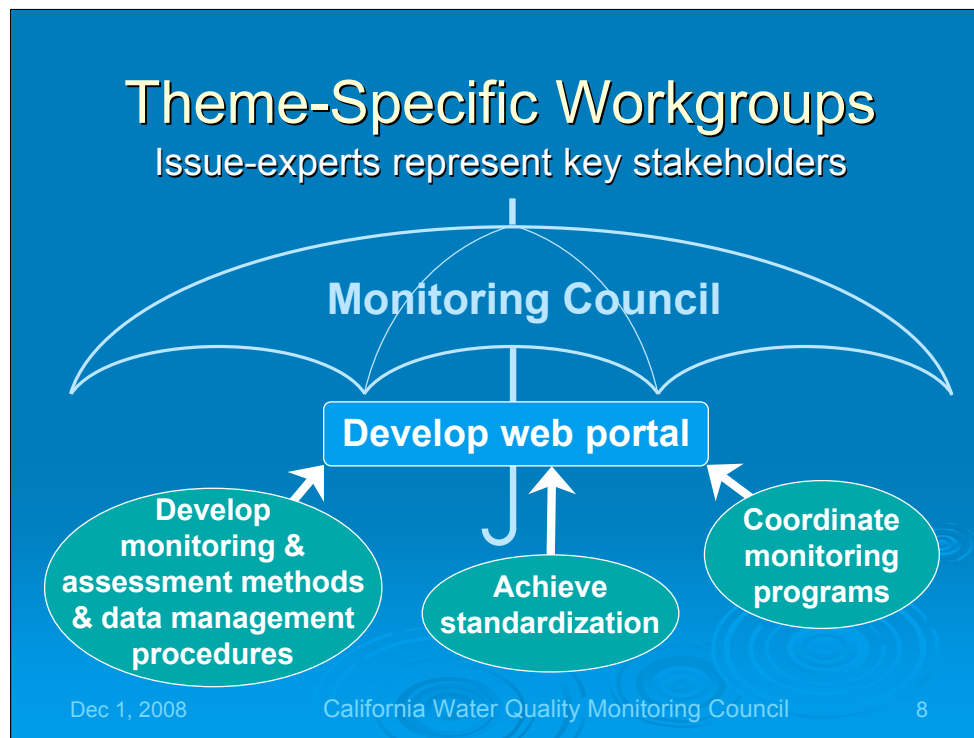 Theme-Specific Workgroups
Issue-experts represent key stakeholders
Monitoring Council
Develop web portal
Develop
monitoring &
assessment methods
& data management
procedures
Achieve
standardization
Coordinate
monitoring
programs
Dec 1, 2008
California Water Quality Monitoring Council
8